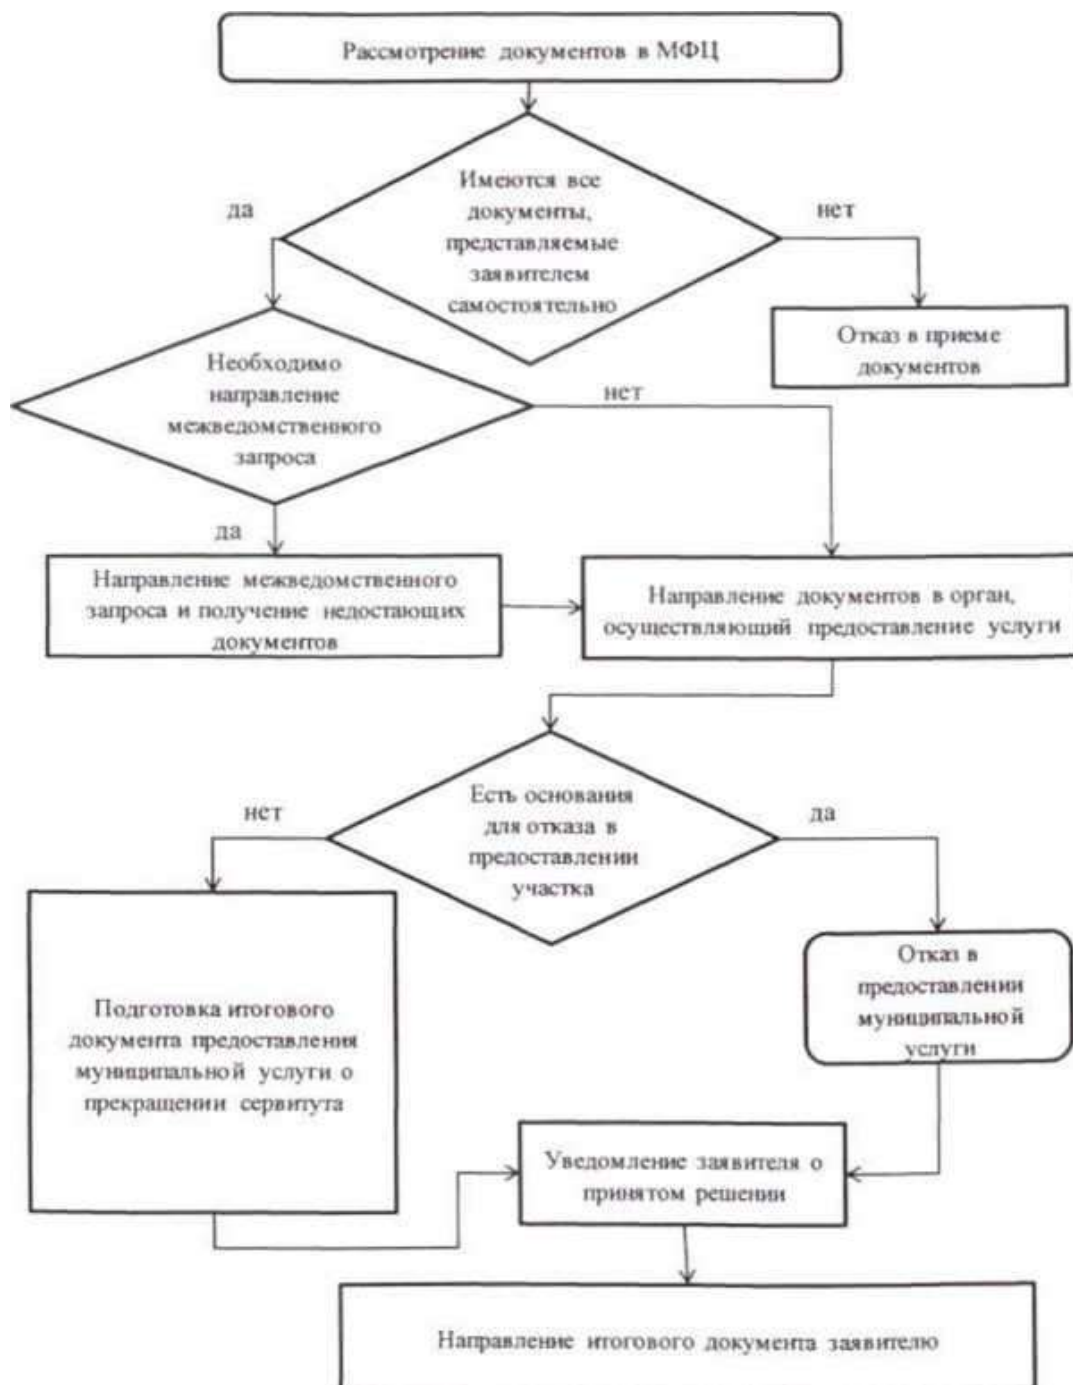 Рассмотрение документов в МФЦ
Имеются все
документы,
представляемые
заявителем
самостоятельно
да
нет
Отказ в приеме
документов
Необходимо
направление
межведомственного
запроса
нет
да
Направление межведомственного
запроса и получение недостающих
документов
Направление документов в орган,
осуществляющий предоставление услуги
Есть основания
для отказа в
предоставлении
участка
нет
да
Подготовка итогового
документа предоставления
муниципальной услуги о
прекращении сервитута
Отказ в
предоставлении
муниципальной
услуги
Уведомление заявителя о
принятом решении
Направление итогового документа заявителю